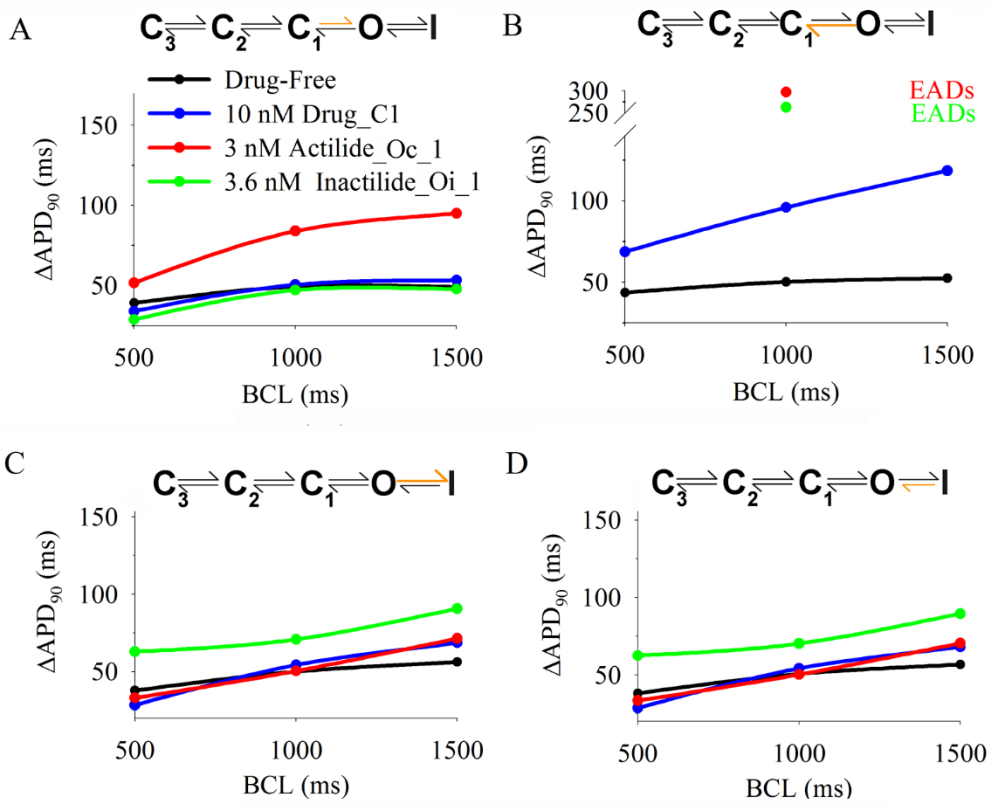 A
C3 C2 C1 O I
Drug-Free
10 nM Drug_C1
3 nM Actilide_Oc_1
3.6 nM Inactilide_Oi_1
ΔAPD90 (ms)
150
100
50
500 1000 1500
BCL (ms)
B
C3 C2 C1 O I
EADs
EADs
ΔAPD90 (ms)
300
250
100
50
500 1000 1500
BCL (ms)
C
C3 C2 C1 O I
ΔAPD90 (ms)
150
100
50
500 1000 1500
BCL (ms)
D
C3 C2 C1 O I
ΔAPD90 (ms)
150
100
50
500 1000 1500
BCL (ms)